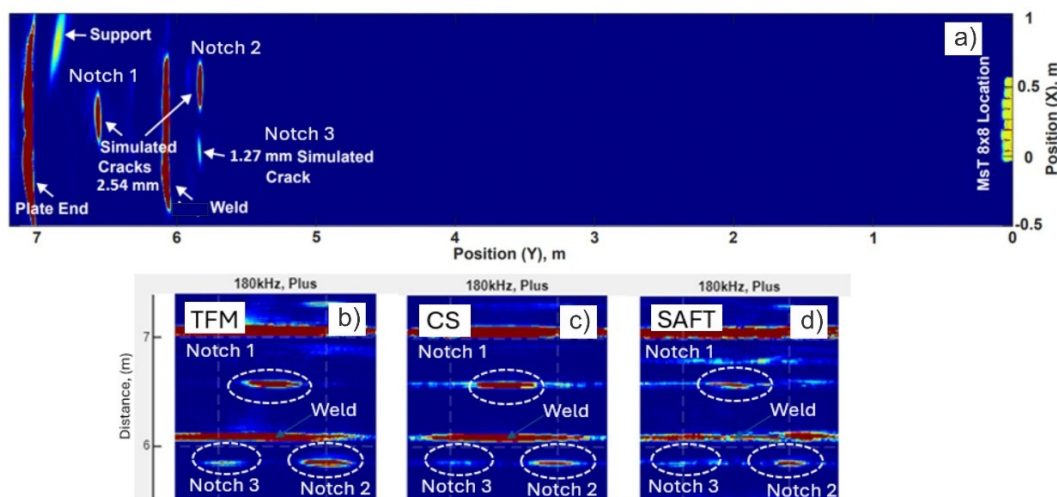 a)
Support
Notch 2
Notch 1
Simulated
Cracks
2.54 mm
Notch 3
1.27 mm Simulated
Crack
Plate End
Weld
MsT 8x8 Location
1
0.5
0
-0.5
Position (X), m
7
6
5
4
3
2
1
0
Position (Y), m
180kHz, Plus
TFM
b)
Notch 1
Weld
Notch 3
Notch 2
7
6
Distance, (m)
180kHz, Plus
CS
c)
Notch 1
Weld
Notch 3
Notch 2
180kHz, Plus
SAFT
d)
Notch 1
Weld
Notch 3
Notch 2